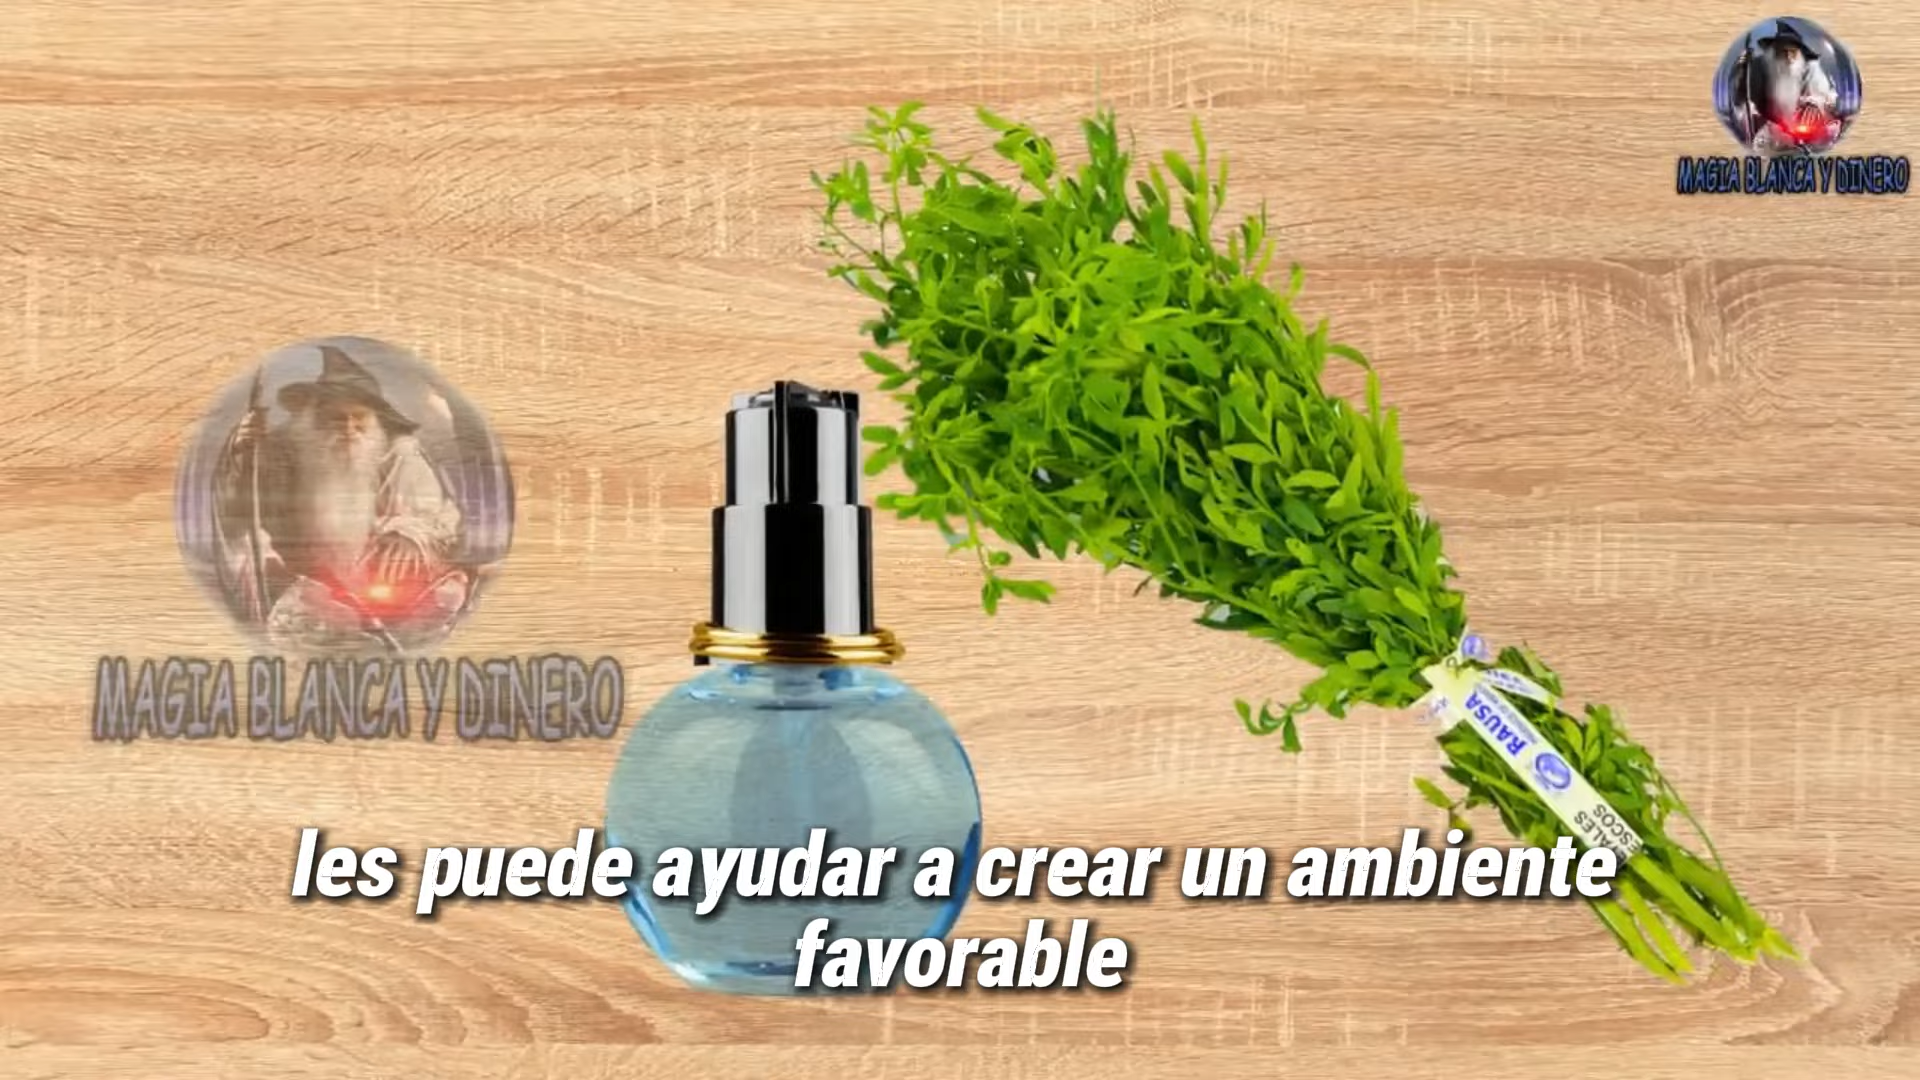 MAGIA BLANCA Y DINERO
MAGIA BLANCA Y DINERO
RAUSA
les puede ayudar a crear un ambiente
favorable